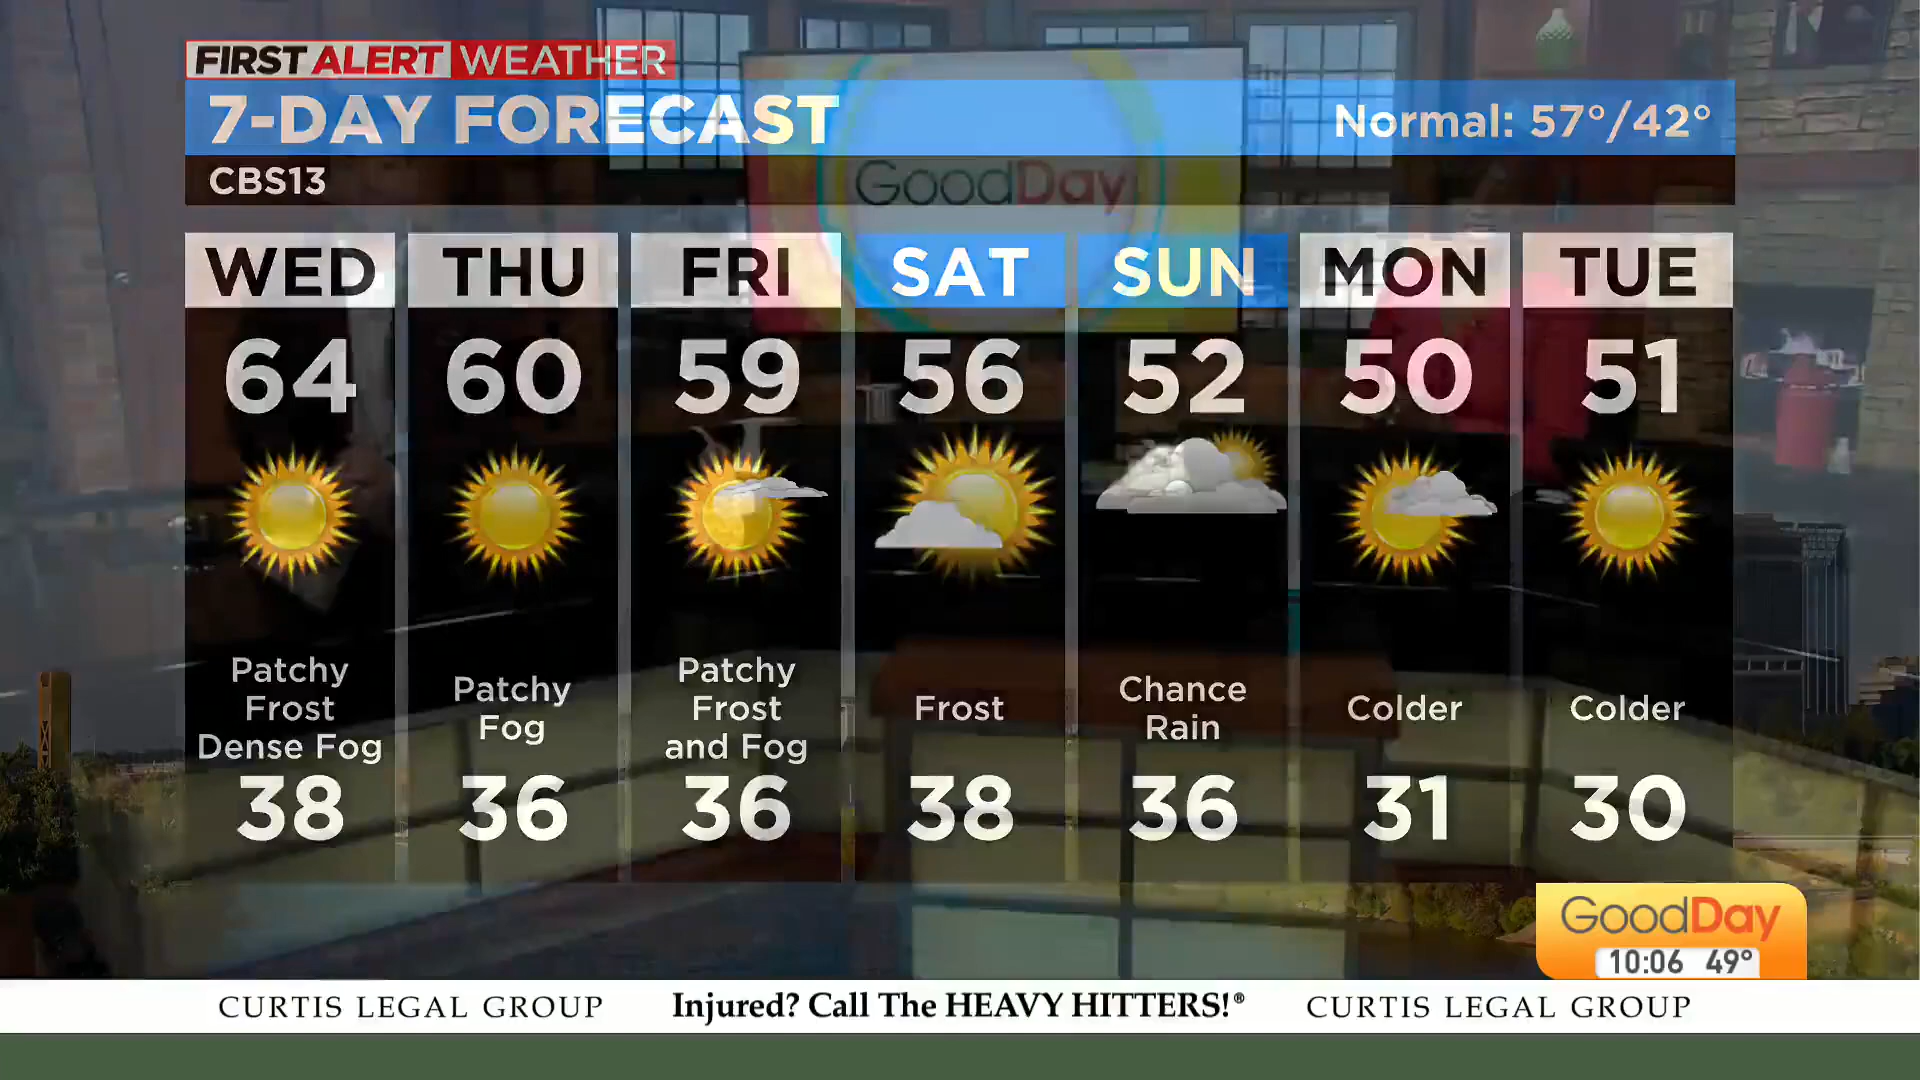 FIRST ALERT WEATHER
7-DAY FORECAST
Normal: 57°/42°
CBS13
GoodDay
WED THU FRI SAT SUN MON TUE
64 60 59 56 52 50 51
Patchy
Frost
Dense Fog
Patchy
Fog
Patchy
Frost
and Fog
Frost
Chance
Rain
Colder
Colder
38 36 36 38 36 31 30
GoodDay
10:06 49°
CURTIS LEGAL GROUP Injured? Call The HEAVY HITTERS!® CURTIS LEGAL GROUP